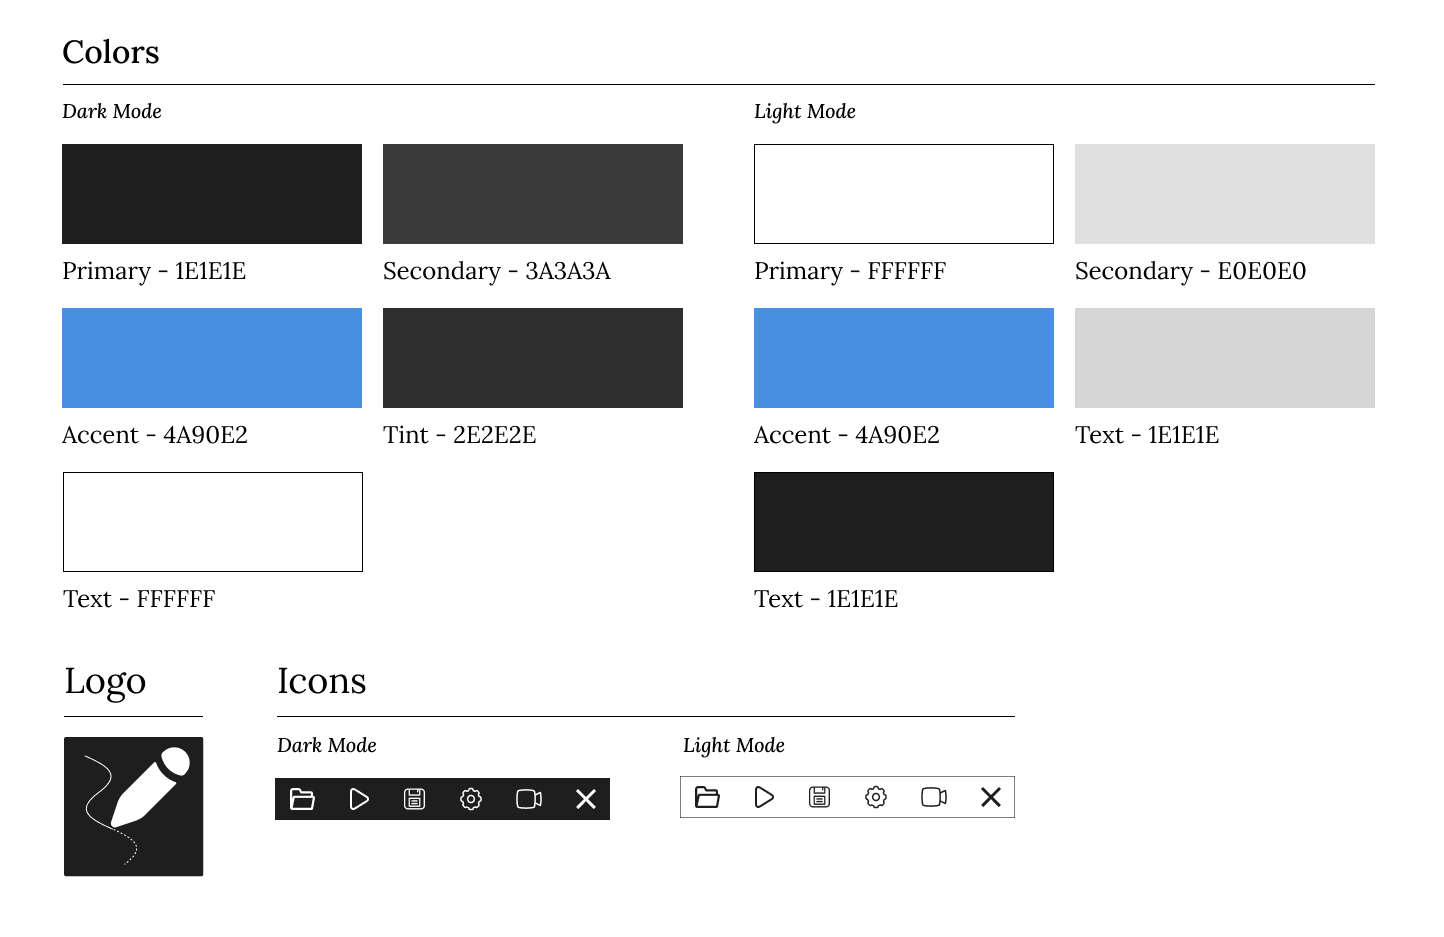 Colors
Dark Mode
Light Mode
Primary - 1E1E1E
Secondary - 3A3A3A
Primary - FFFFFF
Secondary - E0E0E0
Accent - 4A90E2
Tint - 2E2E2E
Accent - 4A90E2
Text - 1E1E1E
Text - FFFFFF
Text - 1E1E1E
Logo
Icons
Dark Mode
Light Mode